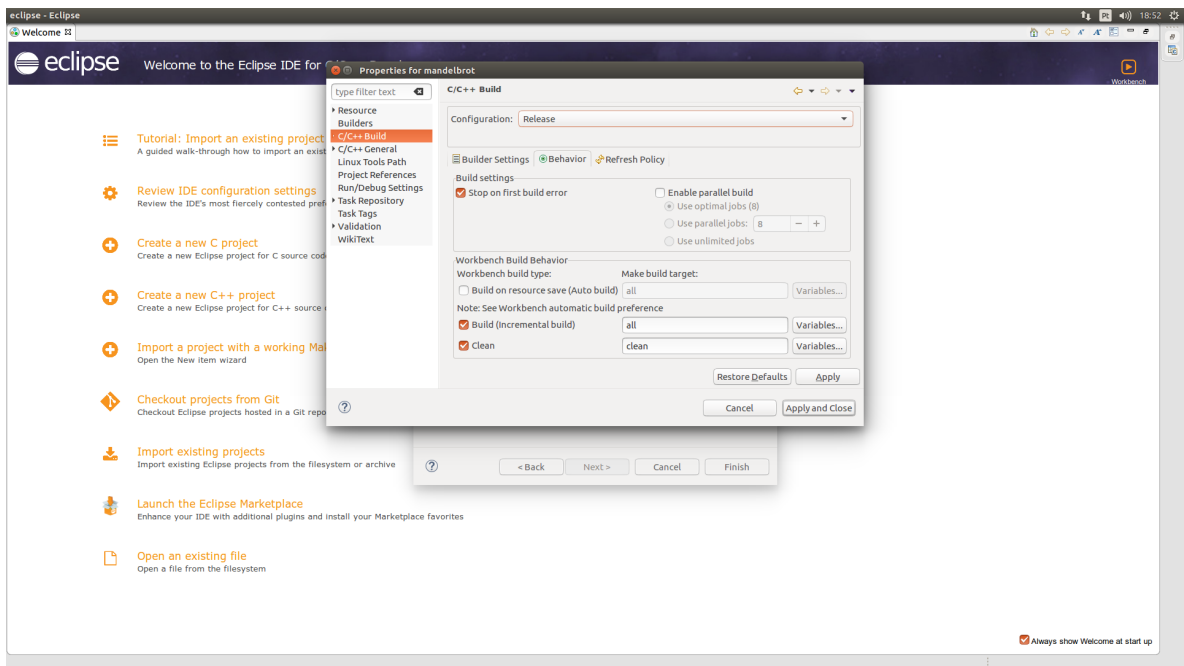 eclipse - Eclipse
Pt 18:52
Welcome
eclipse Welcome to the Eclipse IDE for
Workbench
Tutorial: Import an existing project
A guided walk-through how to import an exist
Review IDE configuration settings
Review the IDE's most fiercely contested pref
Create a new C project
Create a new Eclipse project for C source cod
Create a new C++ project
Create a new Eclipse project for C++ source
Import a project with a working Ma
Open the New item wizard
Checkout projects from Git
Checkout Eclipse projects hosted in a Git repo
Import existing projects
Import existing Eclipse projects from the filesystem or archive
Launch the Eclipse Marketplace
Enhance your IDE with additional plugins and install your Marketplace favorites
Open an existing file
Open a file from the filesystem
Properties for mandelbrot
type filter text
Resource
Builders
C/C++ Build
C/C++ General
Linux Tools Path
Project References
Run/Debug Settings
Task Repository
Task Tags
Validation
WikiText
C/C++ Build
Configuration: Release
Builder Settings Behavior Refresh Policy
Build settings
Stop on first build error Enable parallel build
Use optimal jobs (8)
Use parallel jobs: 8 − +
Use unlimited jobs
Workbench Build Behavior
Workbench build type: Make build target:
Build on resource save (Auto build) all Variables...
Note: See Workbench automatic build preference
Build (Incremental build) all Variables...
Clean clean Variables...
Restore Defaults Apply
? Cancel Apply and Close
? < Back Next > Cancel Finish
Always show Welcome at start up